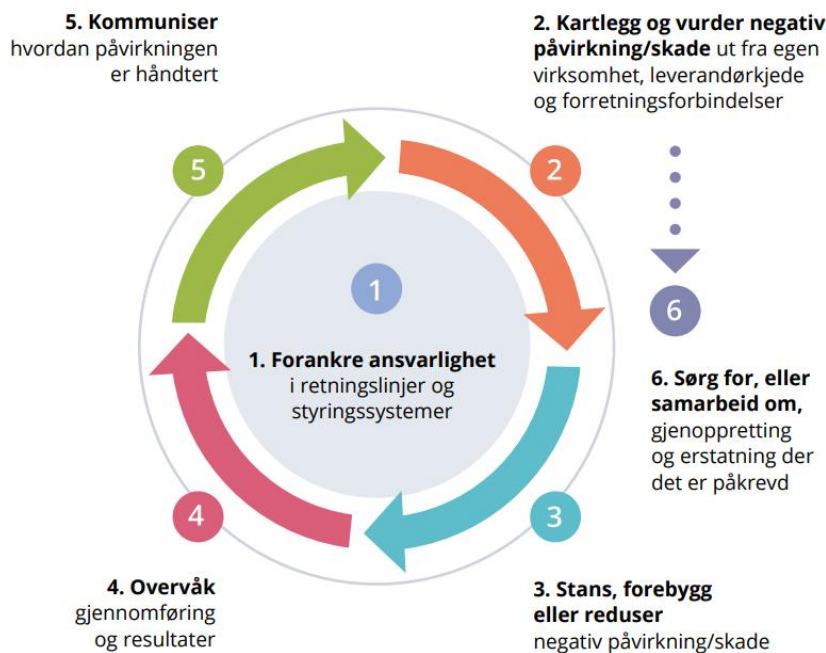 5. Kommuniser
hvordan påvirkningen
er håndtert
2. Kartlegg og vurder negativ
påvirkning/skade ut fra egen
virksomhet, leverandørkjede
og forretningsforbindelser
5
2
1
6
1. Forankre ansvarlighet
i retningslinjer og
styringssystemer
6. Sørg for, eller
samarbeid om,
gjenoppretting
og erstatning der
det er påkrevd
4
3
4. Overvåk
gjennomføring
og resultater
3. Stans, forebygg
eller reduser
negativ påvirkning/skade